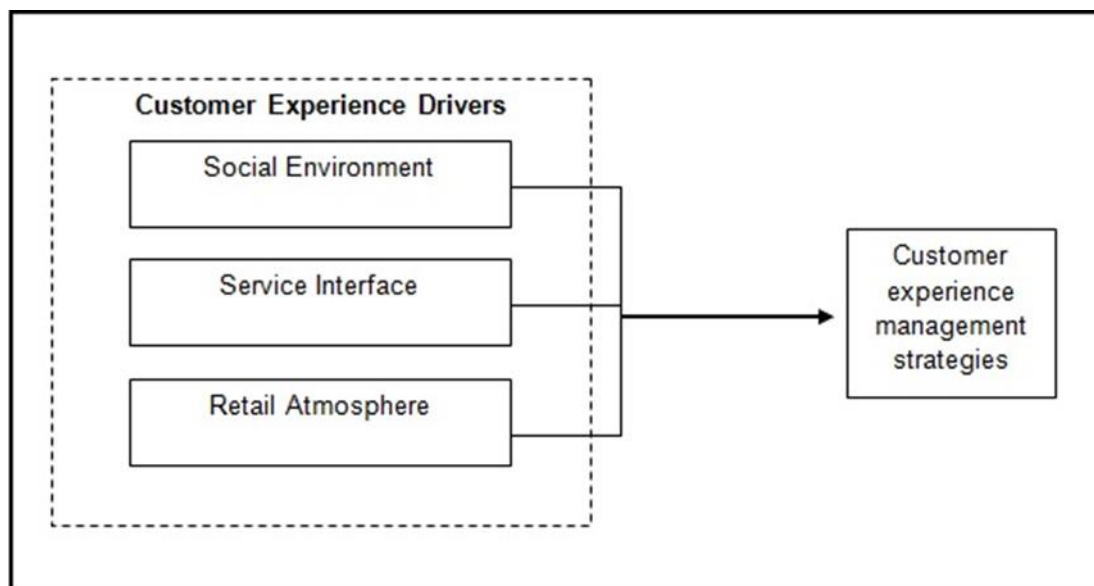 Customer Experience Drivers
Social Environment
Service Interface
Retail Atmosphere
Customer
experience
management
strategies